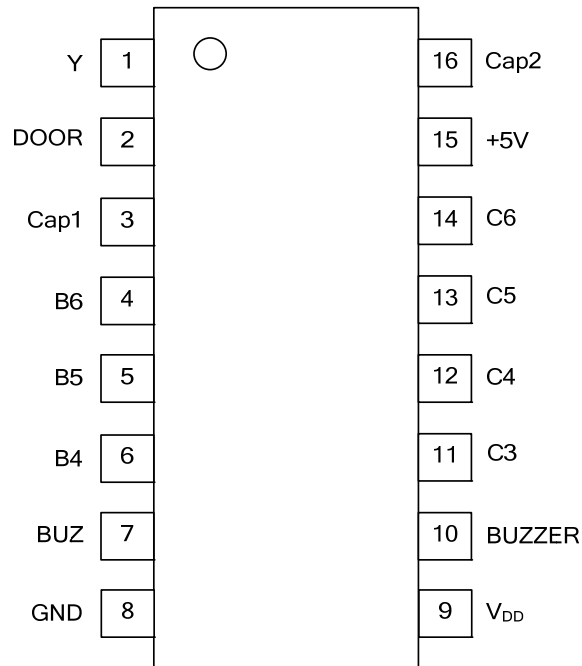 Y 1 16 Cap2
DOOR 2 15 +5V
Cap1 3 14 C6
B6 4 13 C5
B5 5 12 C4
B4 6 11 C3
BUZ 7 10 BUZZER
GND 8 9 VDD